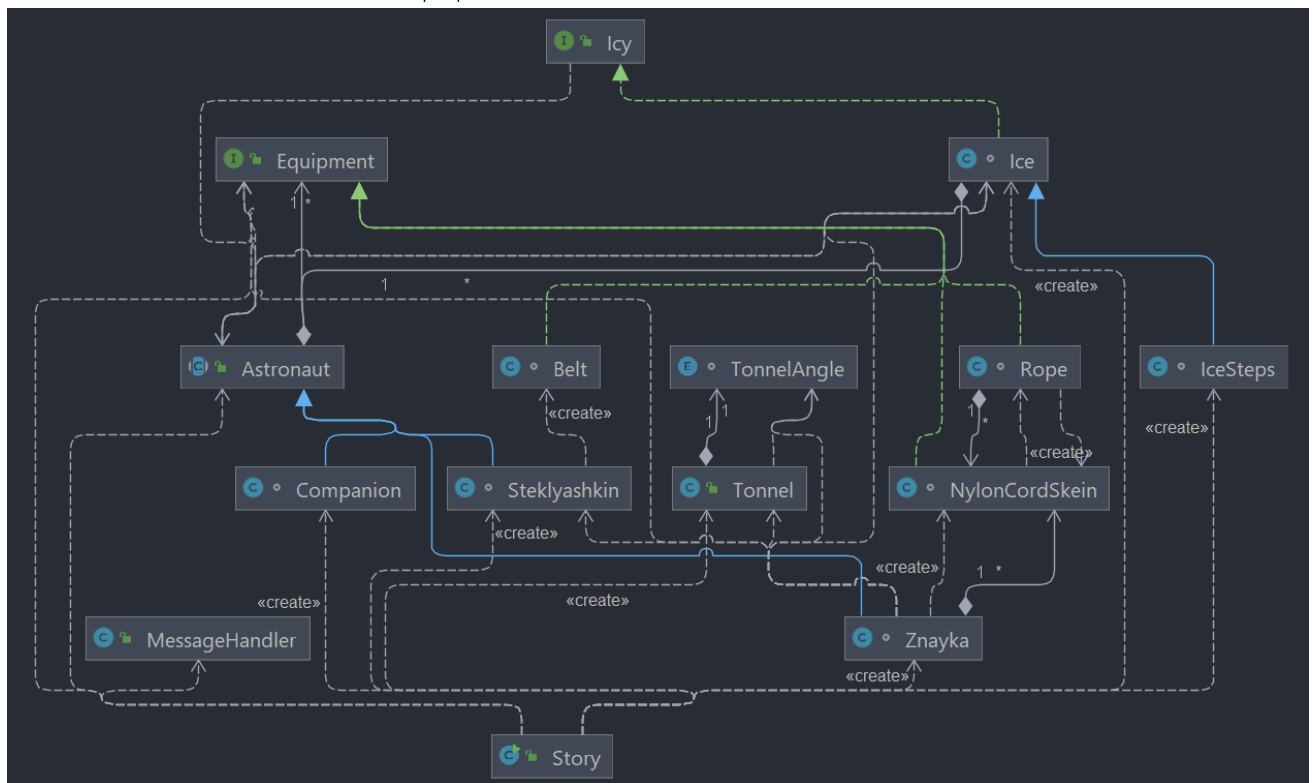 Icy
Equipment
Ice
1 *
1 *
«create»
Astronaut
Belt
TonnelAngle
Rope
IceSteps
«create»
1 1
1 *
«create»
«create»
Companion
Steklyashkin
Tonnel
NylonCordSkein
«create»
«create»
1 *
«create»
«create»
MessageHandler
Znayka
«create»
Story